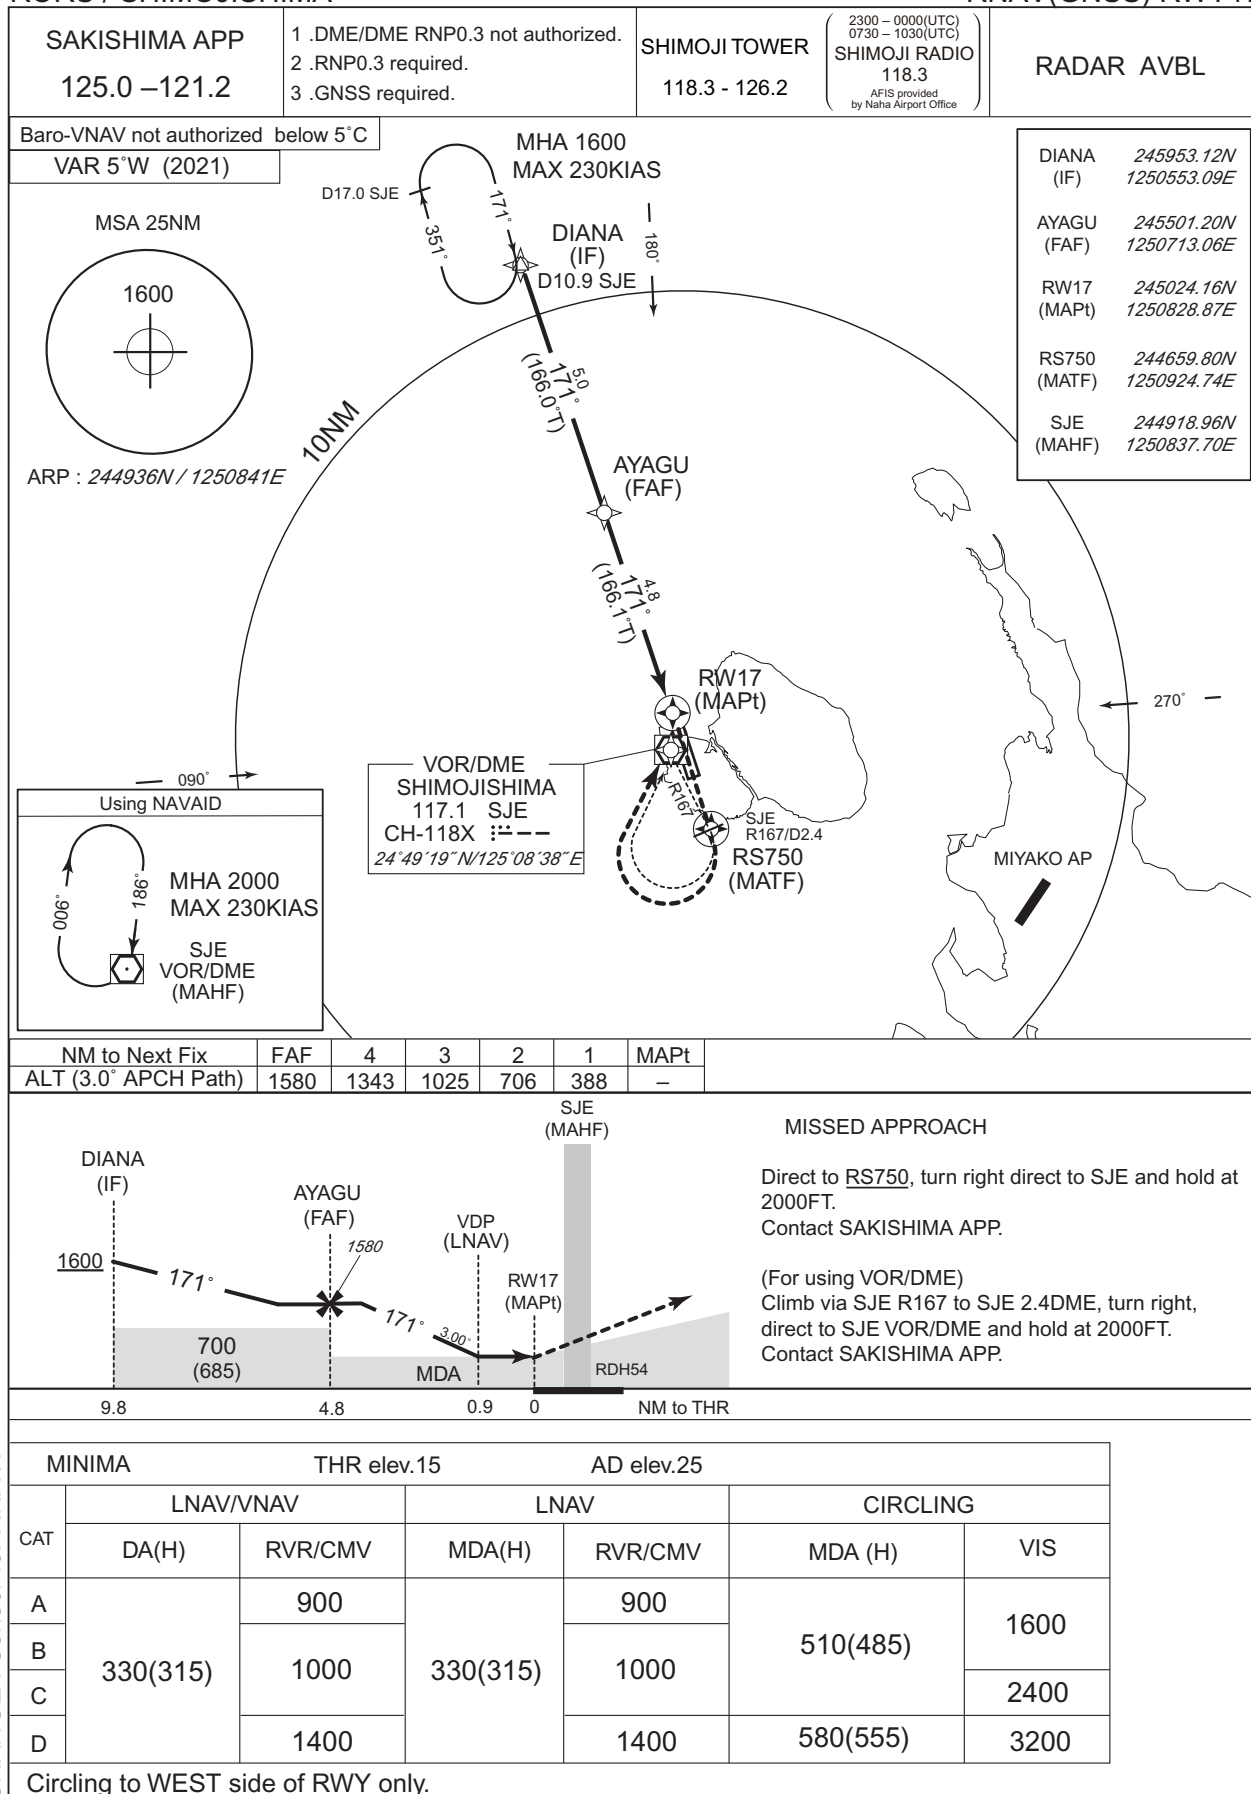 SAKISHIMA APP
125.0 –121.2
1 .DME/DME RNP0.3 not authorized.
2 .RNP0.3 required.
3 .GNSS required.
SHIMOJI TOWER
118.3 - 126.2
2300 – 0000(UTC)
0730 – 1030(UTC)
SHIMOJI RADIO
118.3
AFIS provided
by Naha Airport Office
RADAR AVBL
Baro-VNAV not authorized below 5˚C
VAR 5˚W (2021)
MSA 25NM
1600
ARP : 244936N / 1250841E
MHA 1600
MAX 230KIAS
D17.0 SJE
171˚
351˚
DIANA
(IF)
D10.9 SJE
180˚
DIANA 245953.12N
(IF) 1250553.09E
AYAGU 245501.20N
(FAF) 1250713.06E
RW17 245024.16N
(MAPt) 1250828.87E
RS750 244659.80N
(MATF) 1250924.74E
SJE 244918.96N
(MAHF) 1250837.70E
10NM
5.0
171˚
(166.0˚T)
AYAGU
(FAF)
4.8
171˚
(166.1˚T)
RW17
(MAPt)
270˚
090˚
VOR/DME
SHIMOJISHIMA
117.1 SJE
CH-118X
24˚49´19˝N/125˚08´38˝E
R167
SJE
R167/D2.4
RS750
(MATF)
MIYAKO AP
Using NAVAID
006˚
186˚
MHA 2000
MAX 230KIAS
SJE
VOR/DME
(MAHF)
NM to Next Fix FAF 4 3 2 1 MAPt
ALT (3.0˚ APCH Path) 1580 1343 1025 706 388 –
DIANA
(IF)
1600
171˚
AYAGU
(FAF)
1580
171˚
3.00˚
VDP
(LNAV)
RW17
(MAPt)
SJE
(MAHF)
700
(685)
MDA
RDH54
9.8 4.8 0.9 0 NM to THR
MISSED APPROACH
Direct to RS750, turn right direct to SJE and hold at
2000FT.
Contact SAKISHIMA APP.
(For using VOR/DME)
Climb via SJE R167 to SJE 2.4DME, turn right,
direct to SJE VOR/DME and hold at 2000FT.
Contact SAKISHIMA APP.
MINIMA THR elev.15 AD elev.25
CAT LNAV/VNAV LNAV CIRCLING
DA(H) RVR/CMV MDA(H) RVR/CMV MDA (H) VIS
A 330(315) 900 330(315) 900 510(485) 1600
B 1000 1000
C 2400
D 1400 1400 580(555) 3200
Circling to WEST side of RWY only.